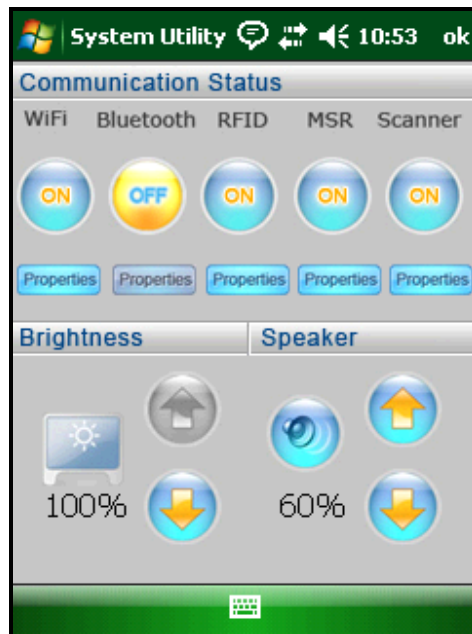 System Utility 10:53 ok
Communication Status
WiFi Bluetooth RFID MSR Scanner
ON OFF ON ON ON
Properties Properties Properties Properties Properties
Brightness Speaker
100% 60%